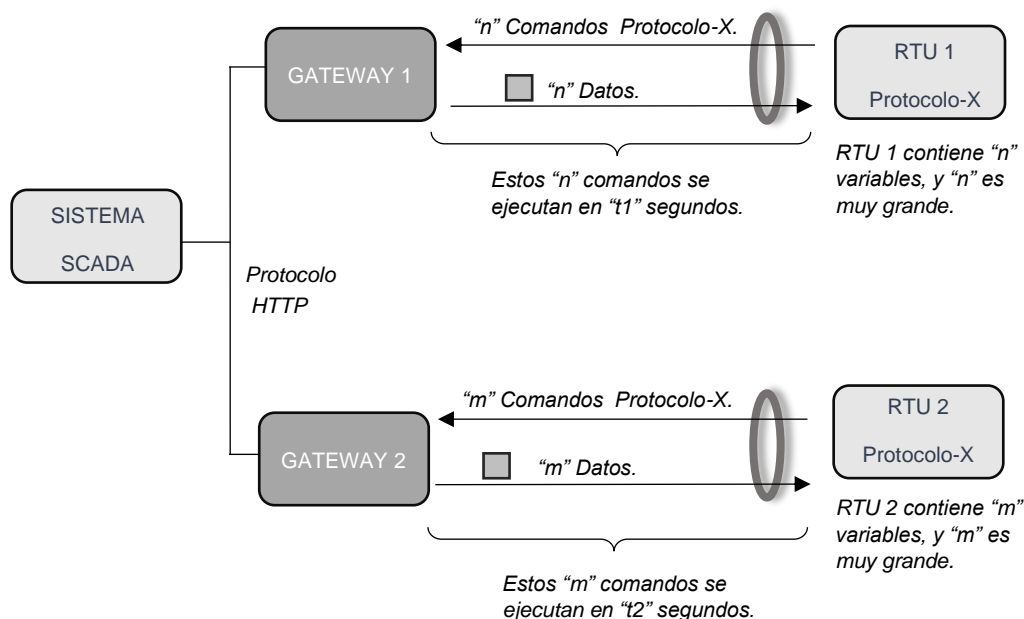 “n” Comandos Protocolo-X.
GATEWAY 1
“n” Datos.
RTU 1
Protocolo-X
Estos “n” comandos se
ejecutan en “t1” segundos.
RTU 1 contiene “n”
variables, y “n” es
muy grande.
SISTEMA
SCADA
Protocolo
HTTP
“m” Comandos Protocolo-X.
GATEWAY 2
“m” Datos.
RTU 2
Protocolo-X
RTU 2 contiene “m”
variables, y “m” es
muy grande.
Estos “m” comandos se
ejecutan en “t2” segundos.